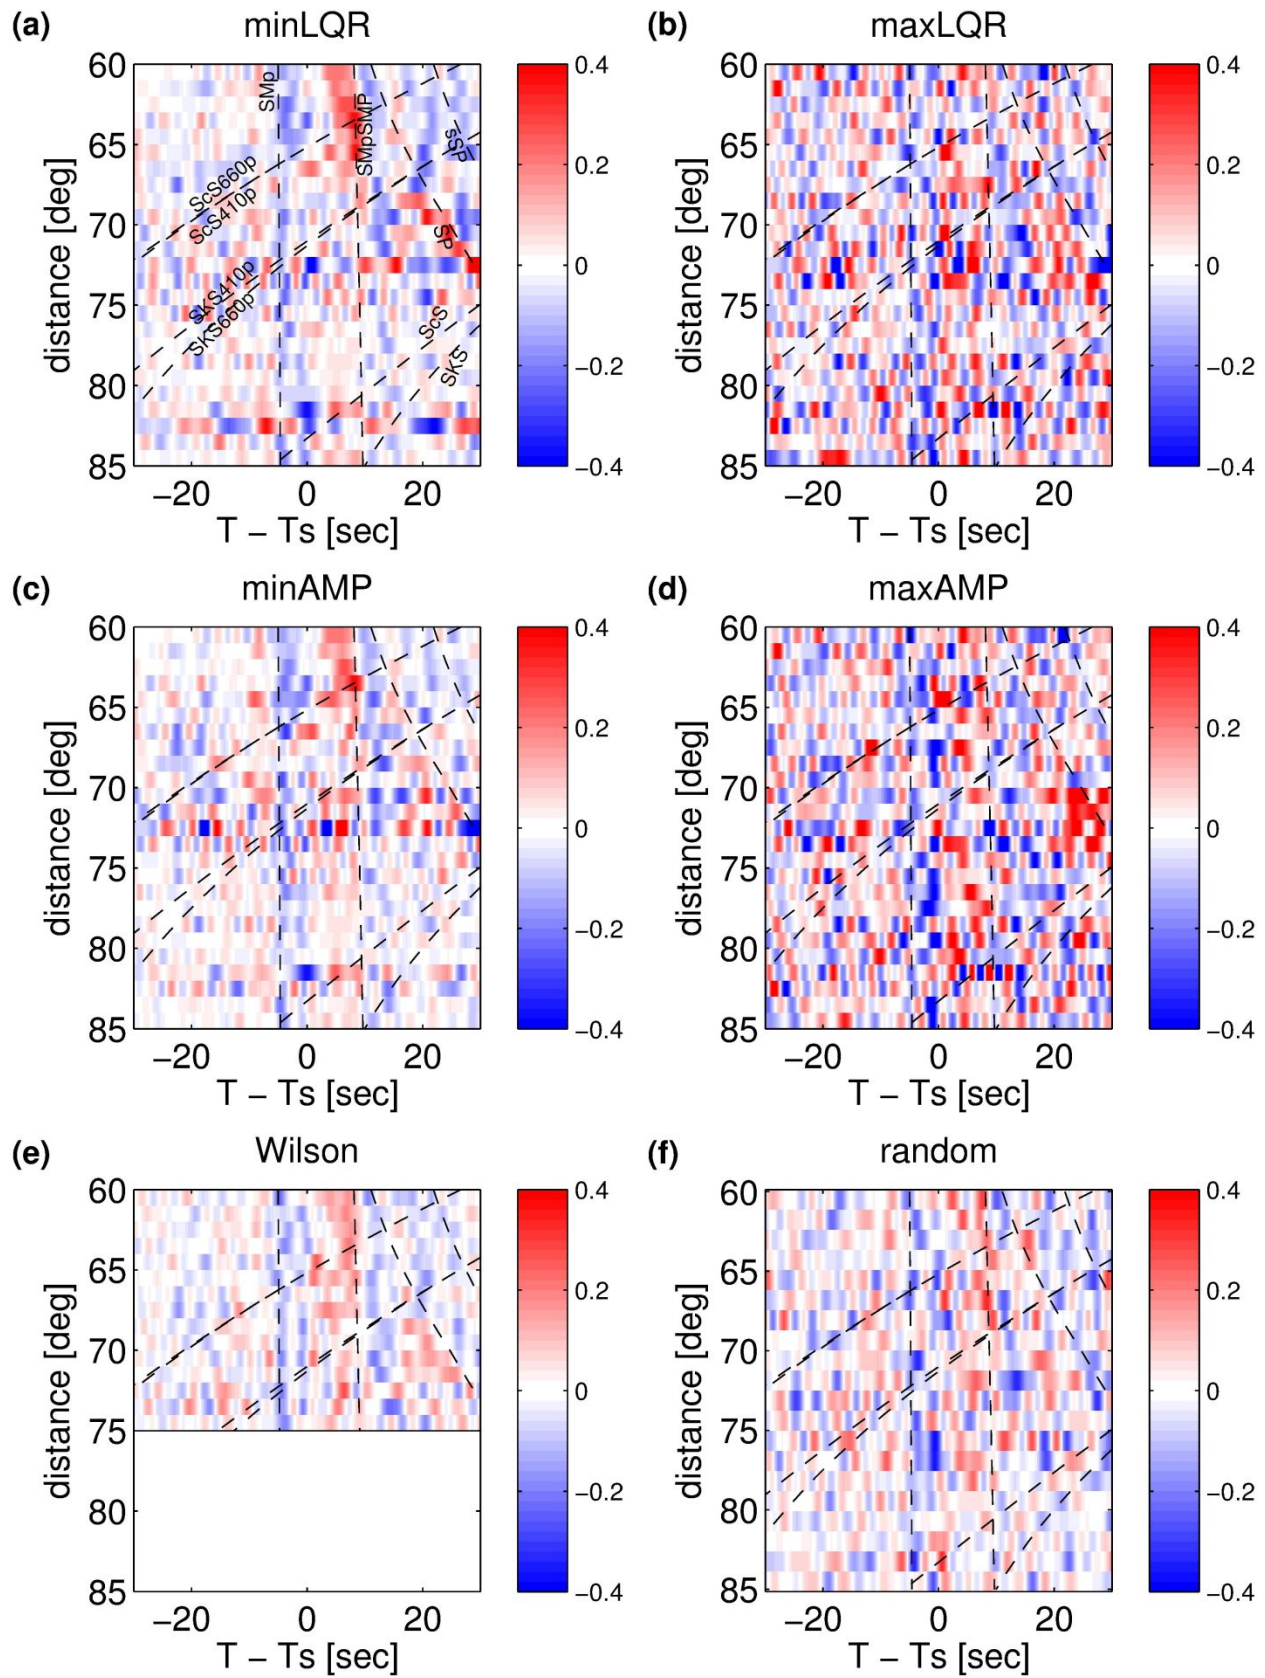 (a) minLQR
60
65
70
75
80
85
distance [deg]
−20 0 20
T − Ts [sec]
SMp
SMpSMP
sSP
SP
ScS660p
ScS410p
SKS410p
SKS660p
ScS
SKS
0.4
0.2
0
−0.2
−0.4
(b) maxLQR
60
65
70
75
80
85
distance [deg]
−20 0 20
T − Ts [sec]
0.4
0.2
0
−0.2
−0.4
(c) minAMP
60
65
70
75
80
85
distance [deg]
−20 0 20
T − Ts [sec]
0.4
0.2
0
−0.2
−0.4
(d) maxAMP
60
65
70
75
80
85
distance [deg]
−20 0 20
T − Ts [sec]
0.4
0.2
0
−0.2
−0.4
(e) Wilson
60
65
70
75
80
85
distance [deg]
−20 0 20
T − Ts [sec]
0.4
0.2
0
−0.2
−0.4
(f) random
60
65
70
75
80
85
distance [deg]
−20 0 20
T − Ts [sec]
0.4
0.2
0
−0.2
−0.4